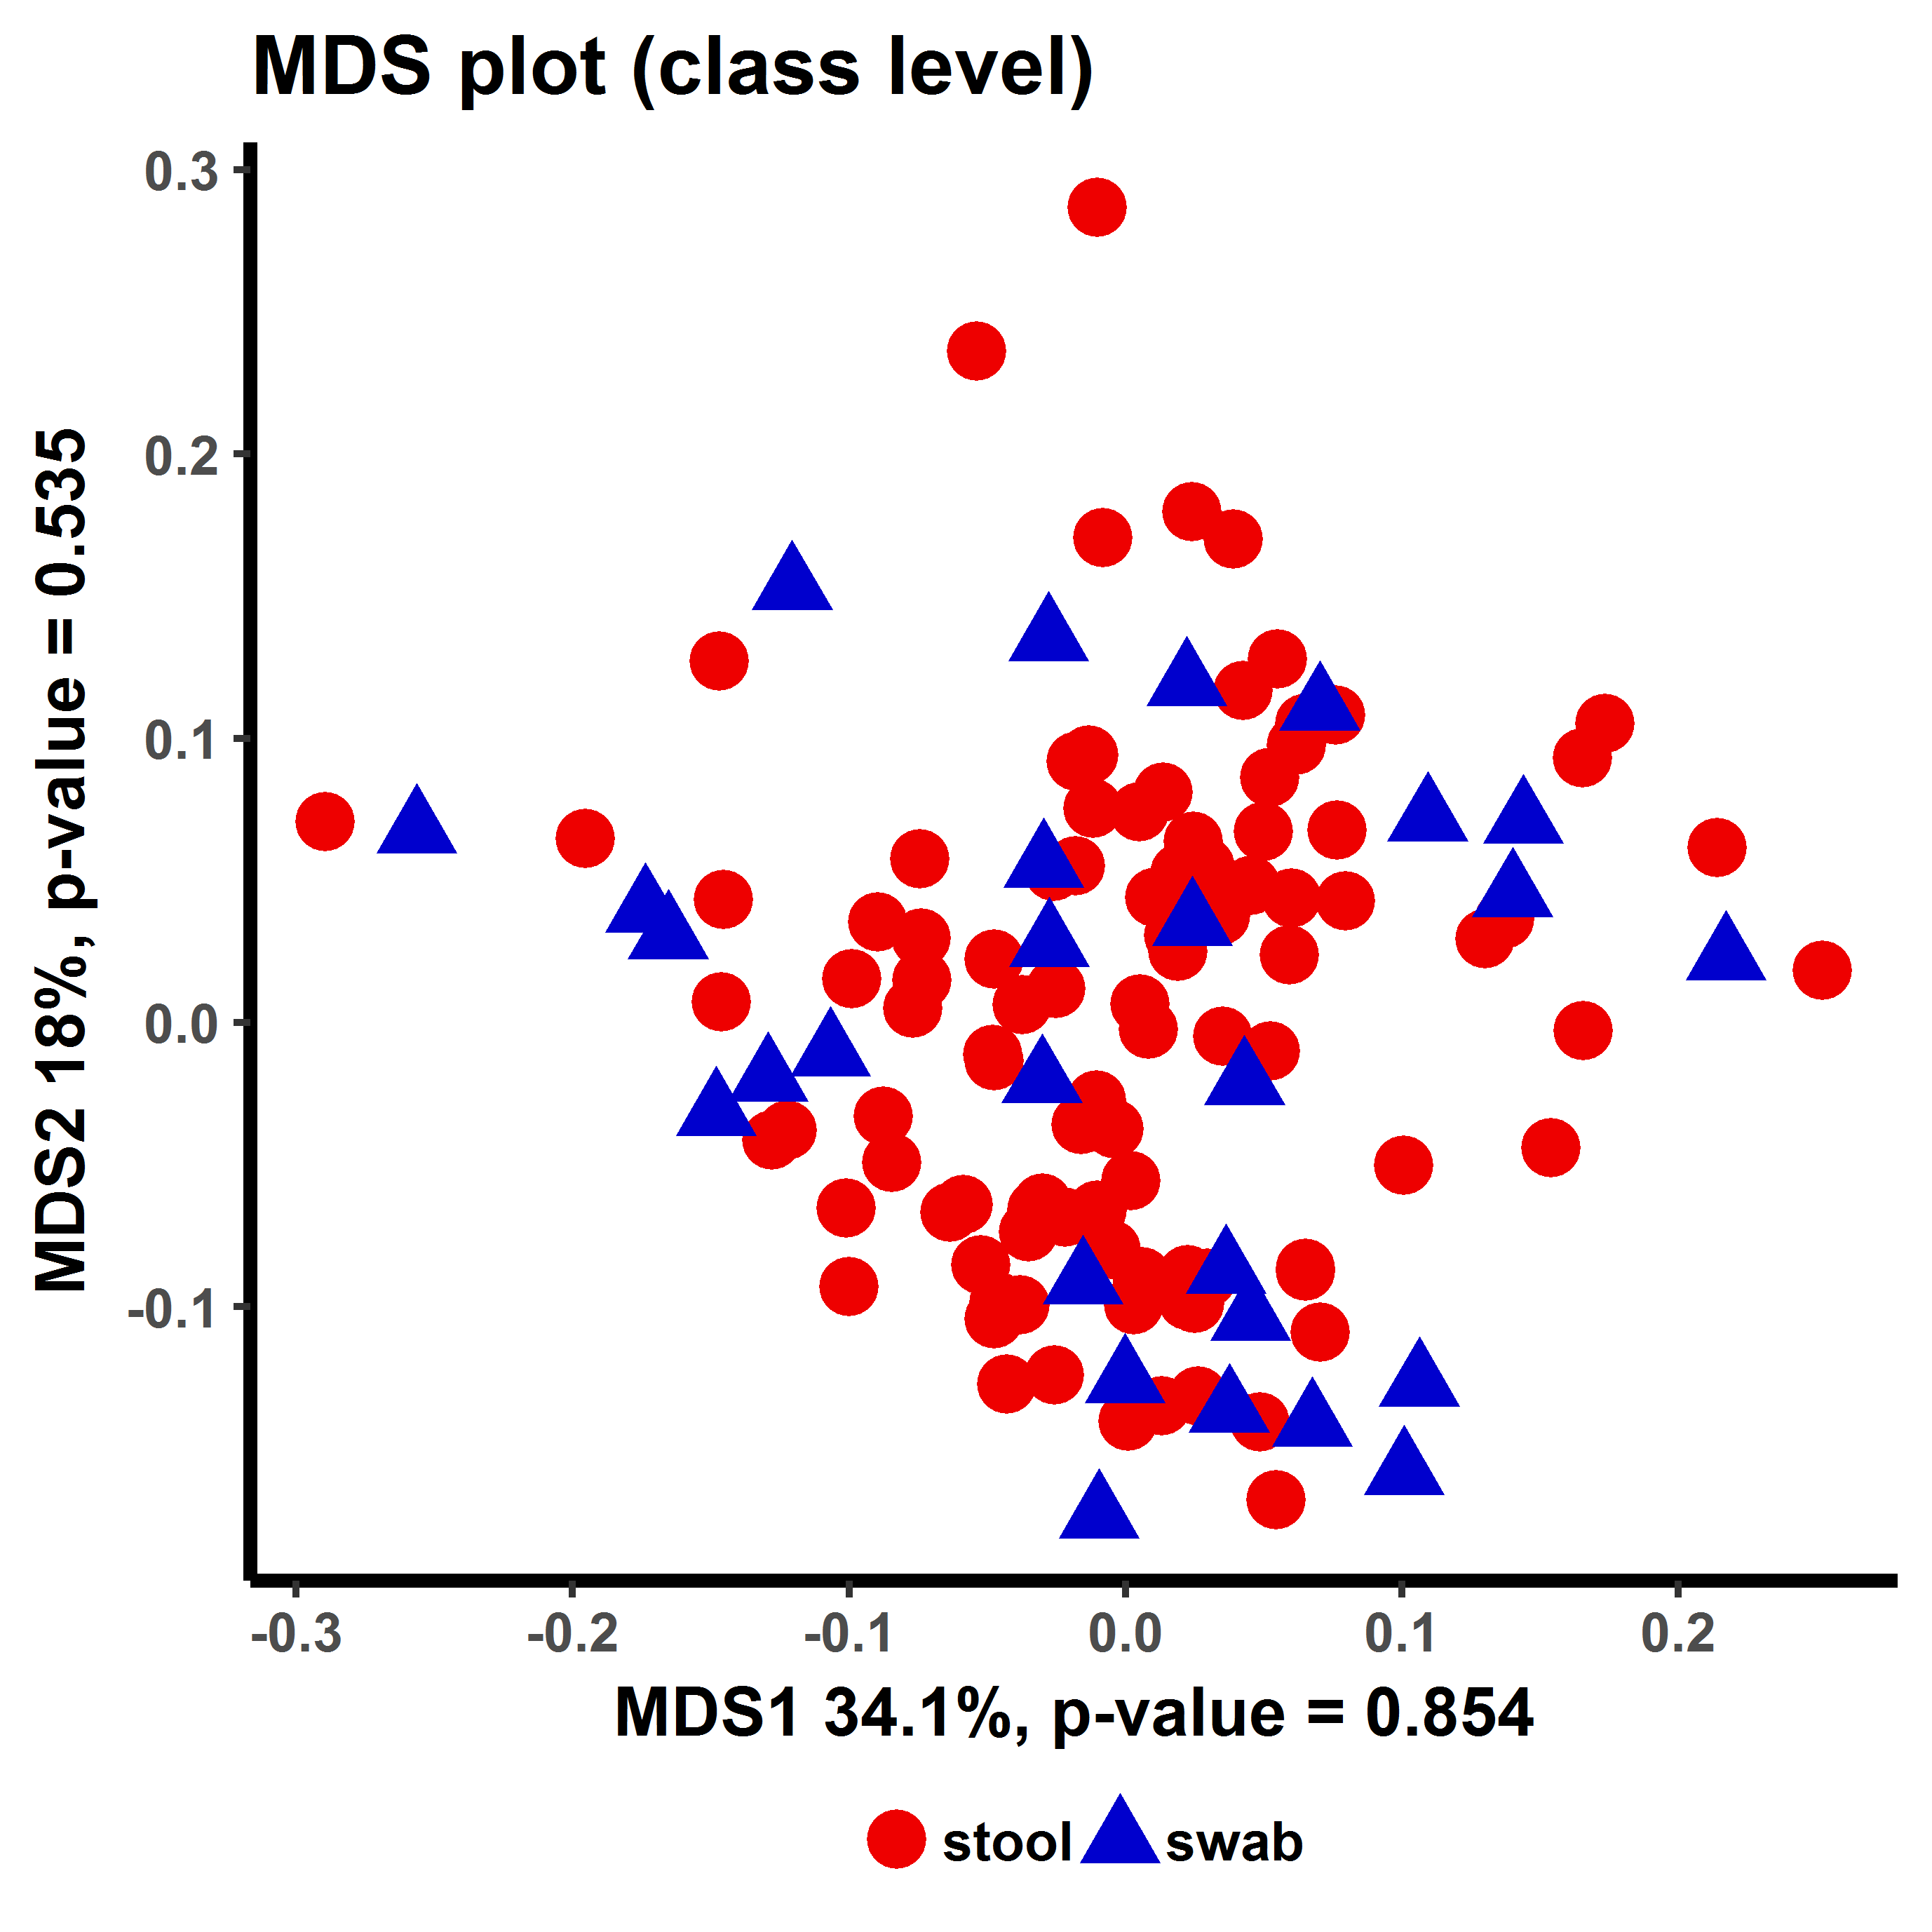 MDS plot (class level)
MDS2 18%, p-value = 0.535
0.3
0.2
0.1
0.0
-0.1
-0.3 -0.2 -0.1 0.0 0.1 0.2
MDS1 34.1%, p-value = 0.854
stool swab